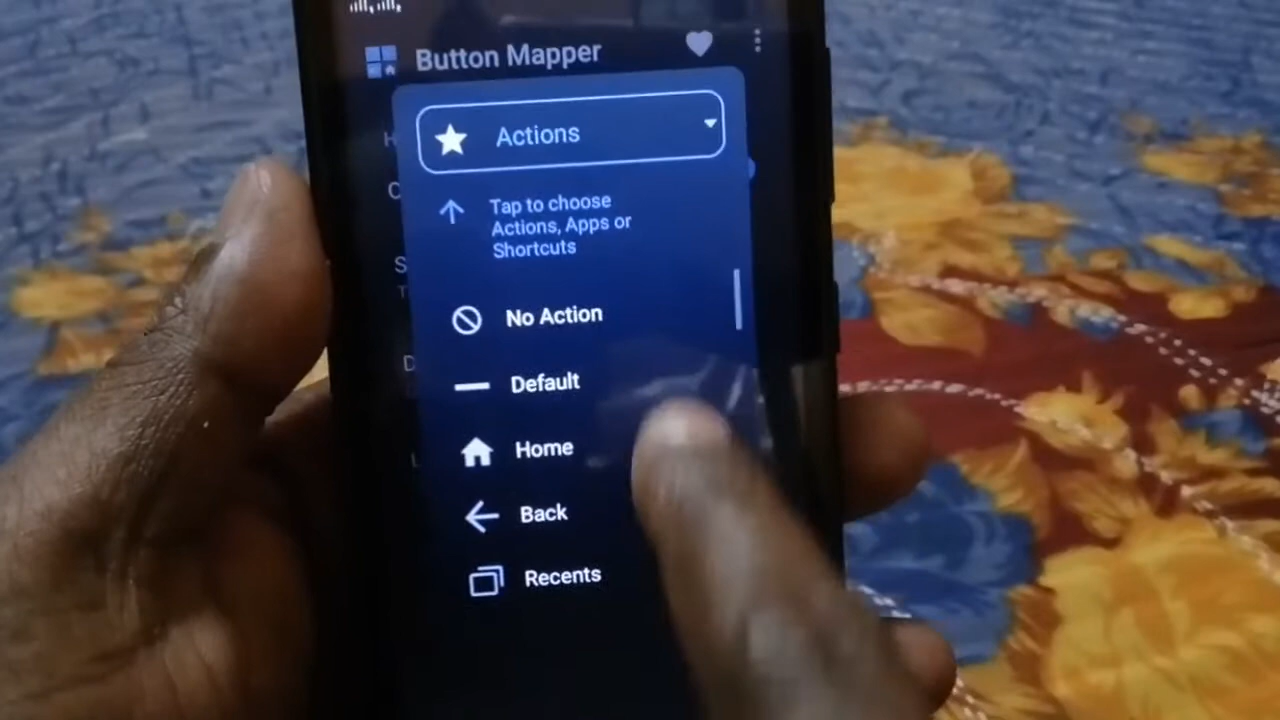 Button Mapper
Actions
Tap to choose
Actions, Apps or
Shortcuts
No Action
Default
Home
Back
Recents